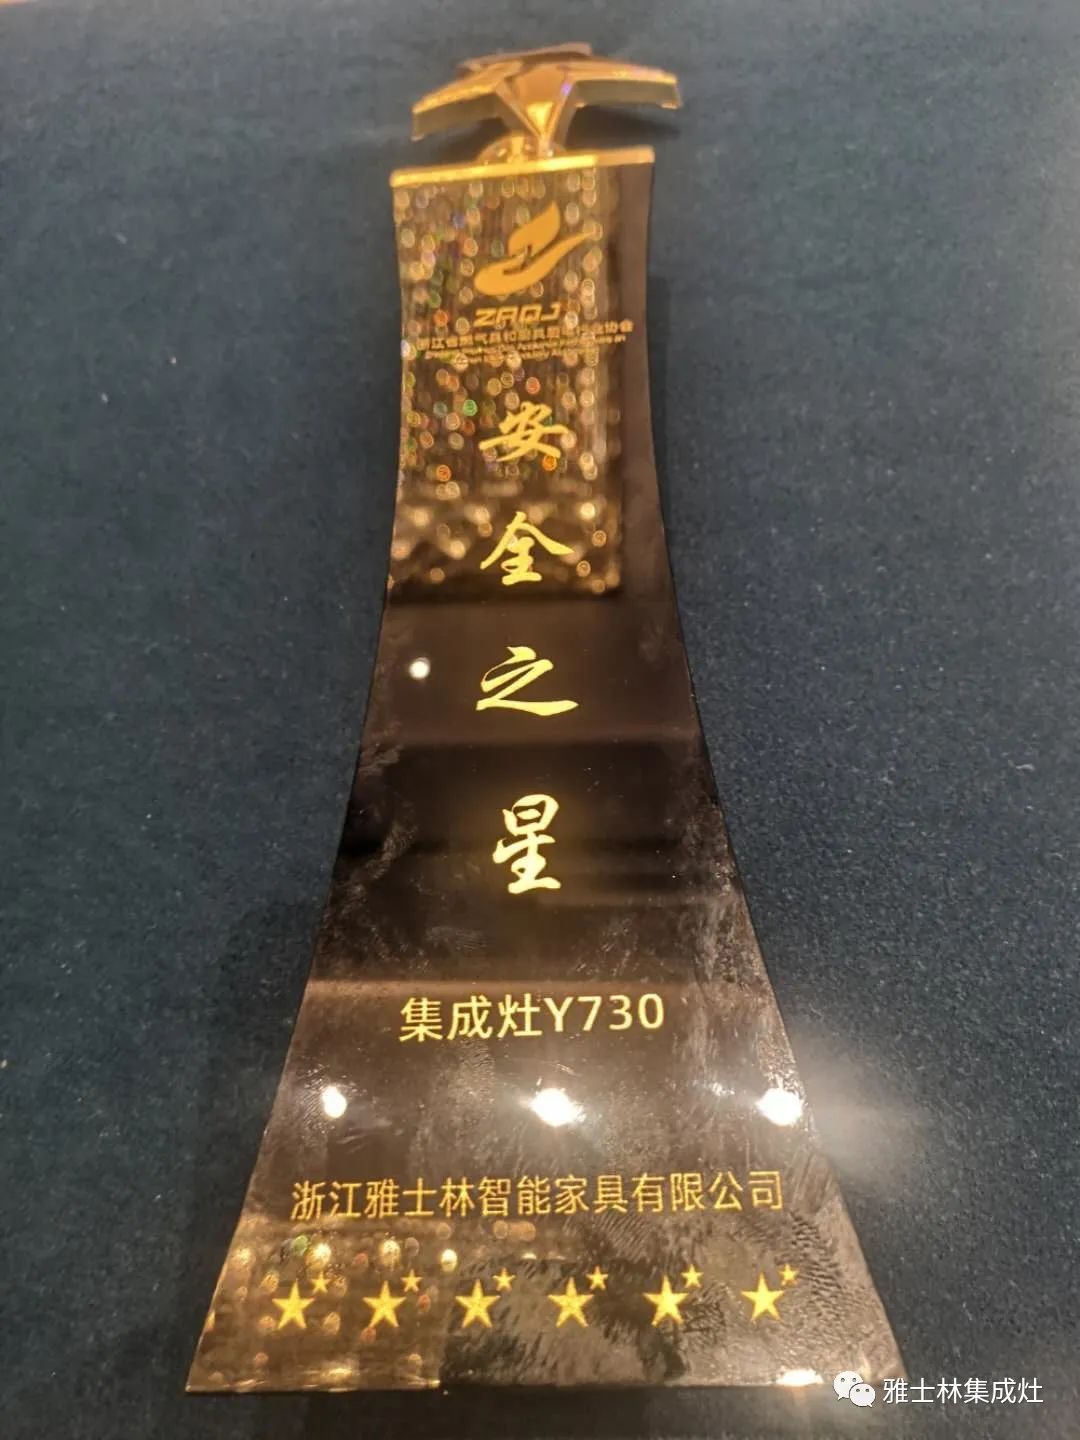 ZAQJ
安全之星
集成灶Y730
浙江雅士林智能家具有限公司
雅士林集成灶